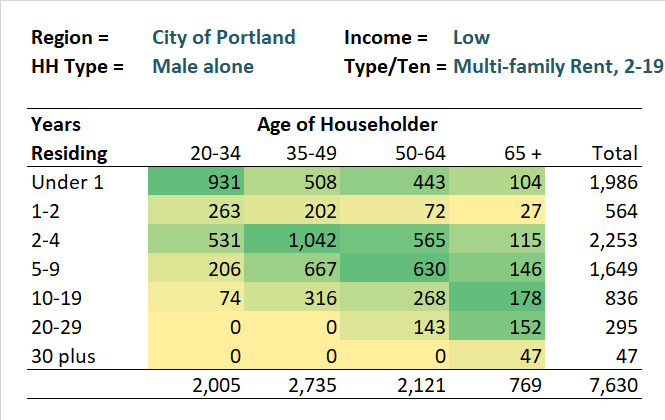 Region = City of Portland Income = Low
HH Type = Male alone Type/Ten = Multi-family Rent, 2-19
Years Age of Householder
Residing 20-34 35-49 50-64 65 + Total
Under 1 931 508 443 104 1,986
1-2 263 202 72 27 564
2-4 531 1,042 565 115 2,253
5-9 206 667 630 146 1,649
10-19 74 316 268 178 836
20-29 0 0 143 152 295
30 plus 0 0 0 47 47
2,005 2,735 2,121 769 7,630